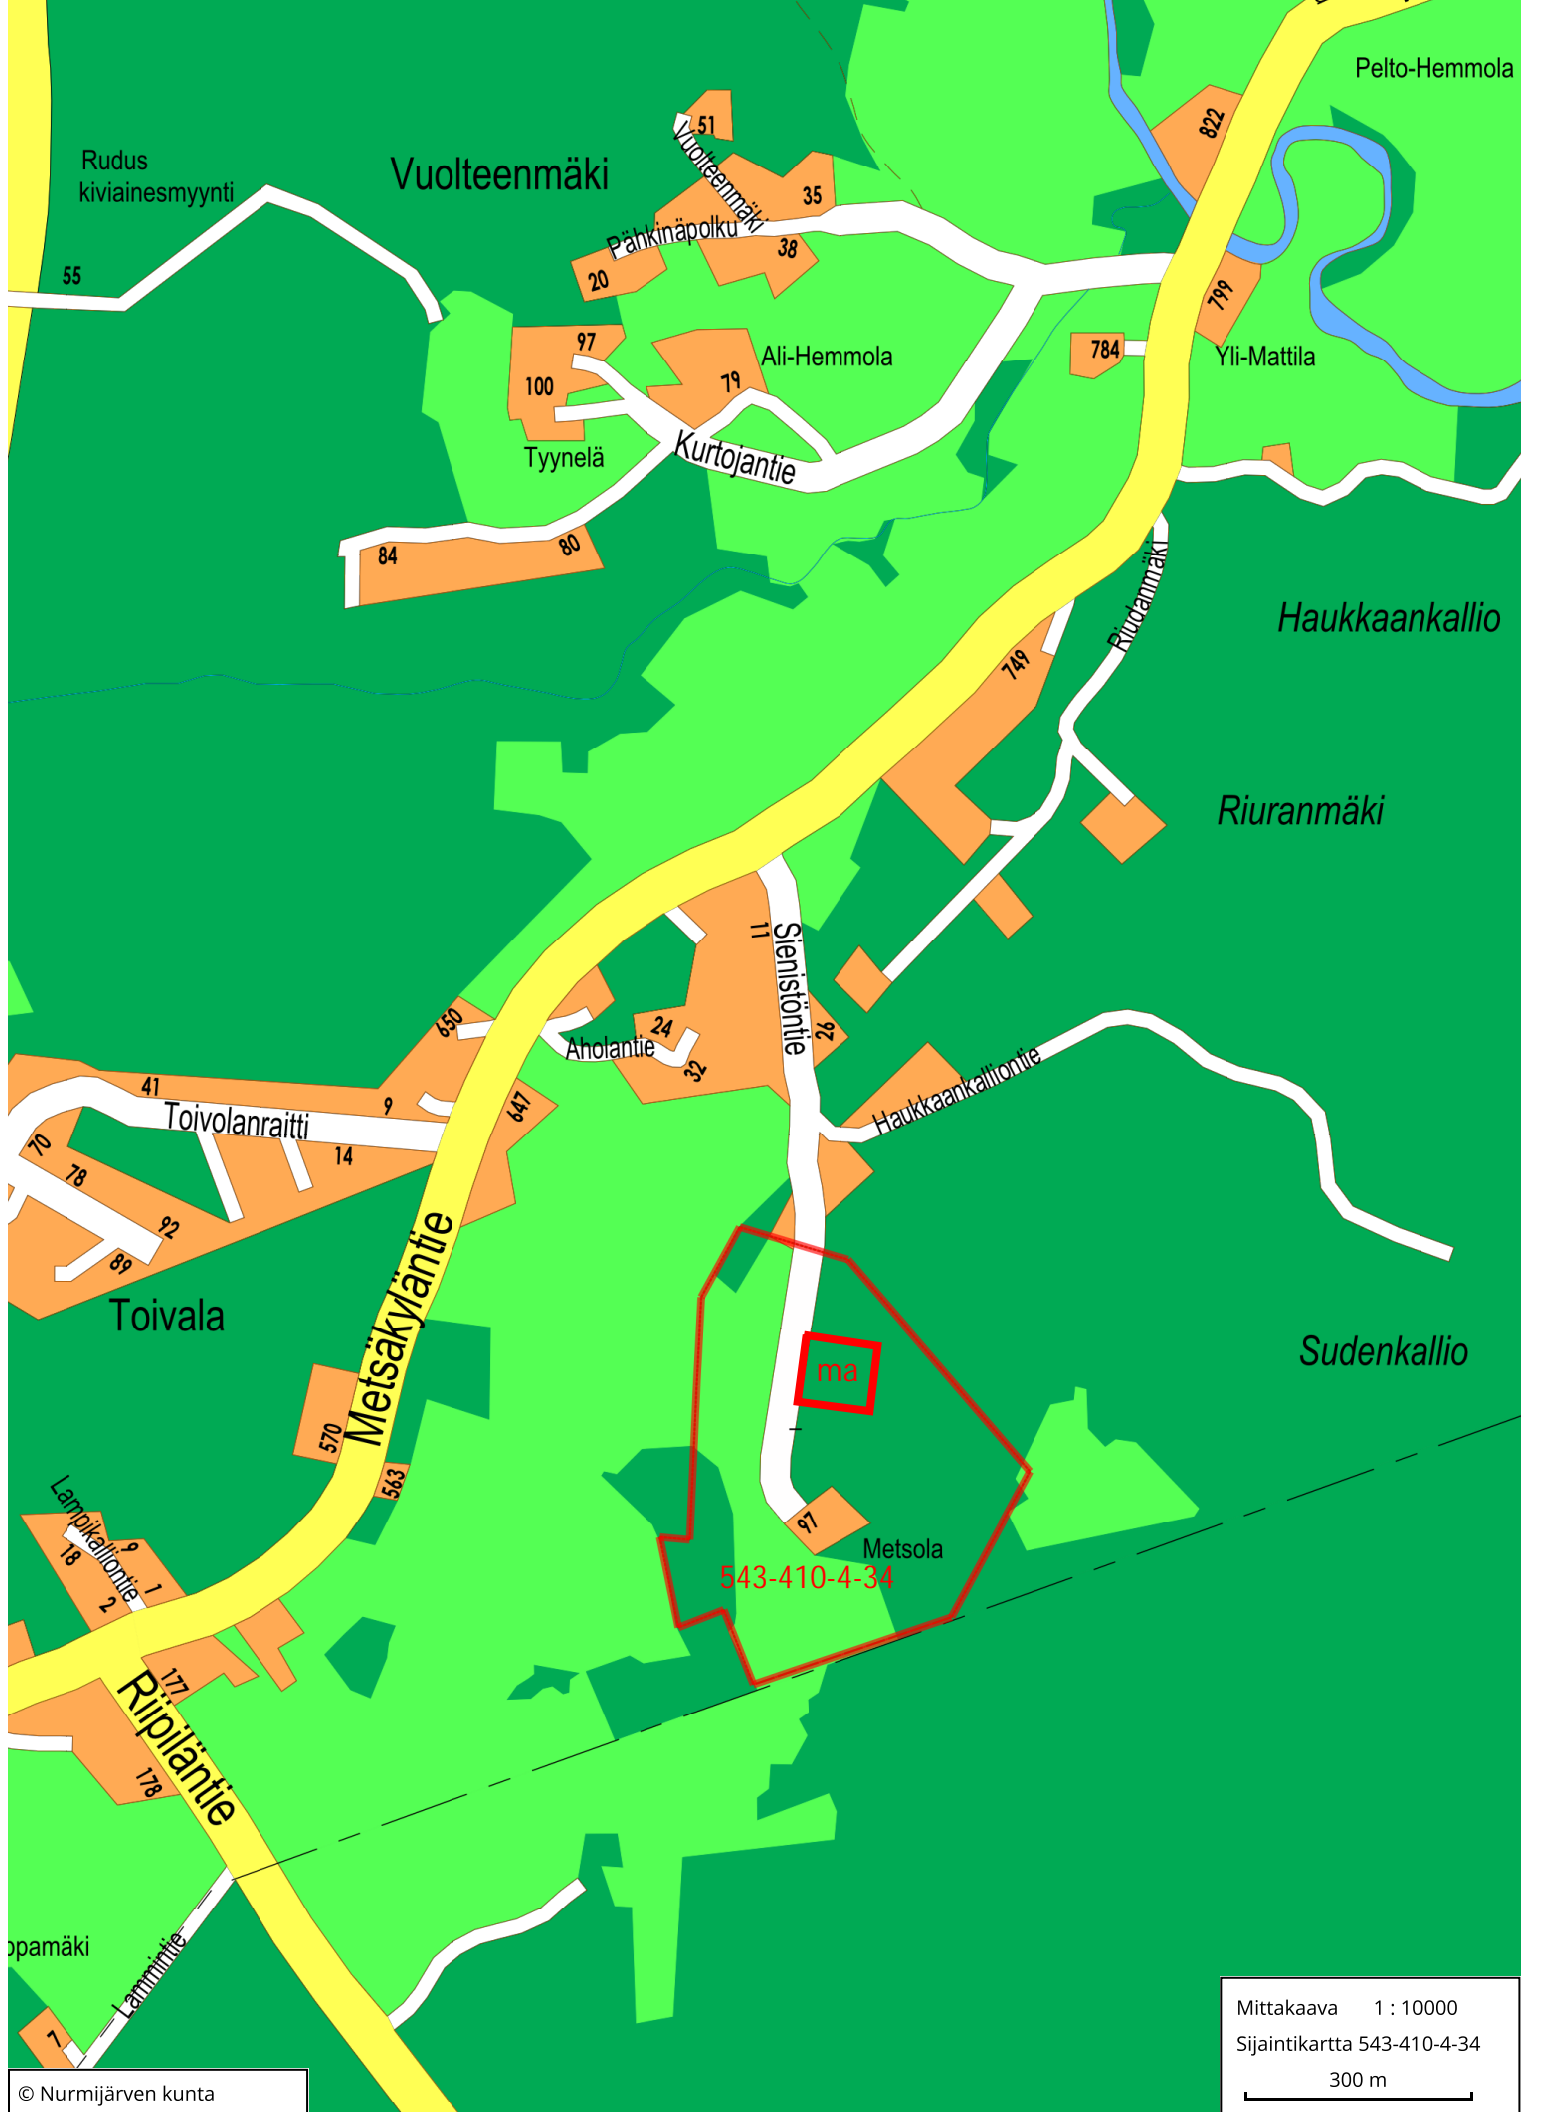 Pelto-Hemmola
822
51
Vuolteenmäki
Rudus
kiviainesmyynti
Vuolteenmäki
35
Pähkinäpolku
38
20
55
799
784
Yli-Mattila
97
Ali-Hemmola
100
79
Tyynelä
Kurtojantie
84
80
Riudanmäki
Haukkaankallio
749
Riuranmäki
11
Sienistöntie
650
24
Aholantie
32
26
Haukkaankalliontie
41
9
647
Toivolanraitti
70
14
78
92
89
Metsäkyläntie
Toivala
Sudenkallio
ma
570
563
Lampikalliontie
18
9
1
2
97
Metsola
543-410-4-34
177
Riipiläntie
178
opamäki
Lammintie
7
Mittakaava 1 : 10000
Sijaintikartta 543-410-4-34
300 m
© Nurmijärven kunta